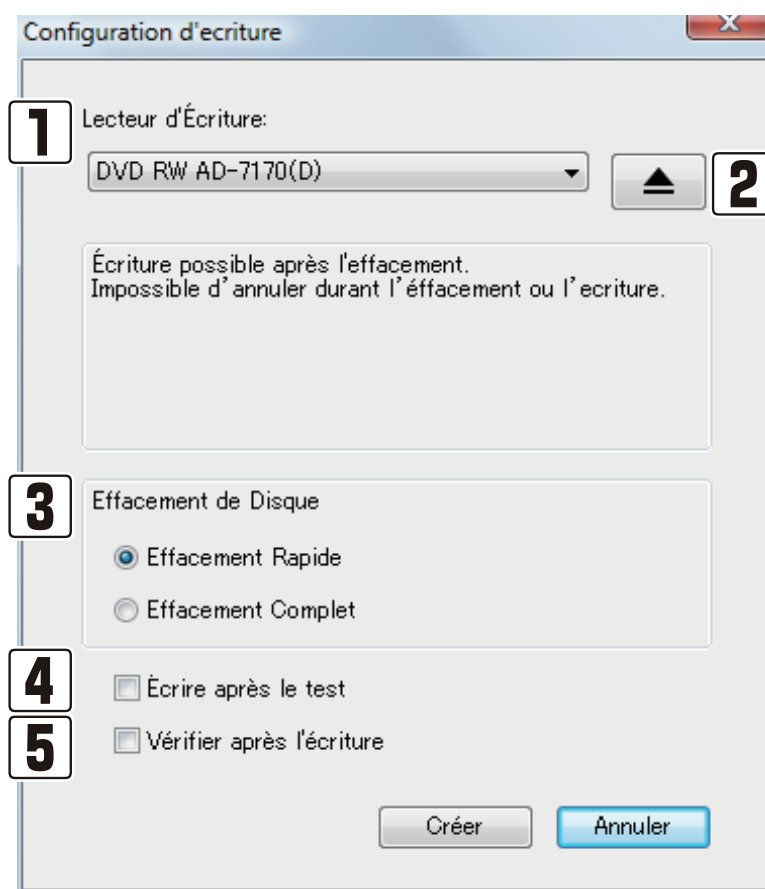 Configuration d'ecriture
X
1
Lecteur d'Écriture:
DVD RW AD-7170(D)
2
Écriture possible après l'effacement.
Impossible d'annuler durant l'éffacement ou l'ecriture.
3
Effacement de Disque
Effacement Rapide
Effacement Complet
4
Ècrire après le test
5
Vérifier après l'écriture
Créer
Annuler